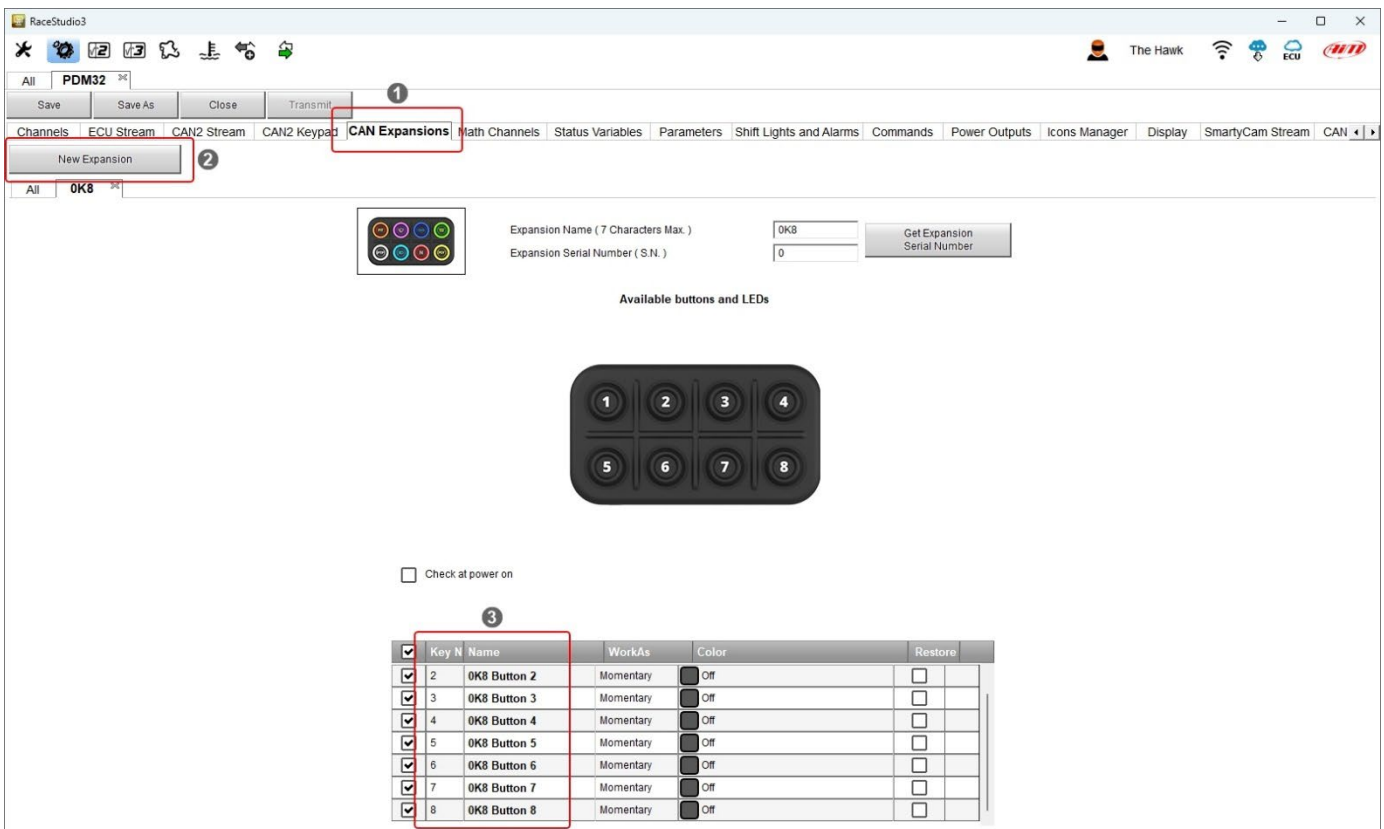 RaceStudio3
The Hawk
ECU
All PDM32
Save Save As Close Transmit
1
Channels ECU Stream CAN2 Stream CAN2 Keypad CAN Expansions Math Channels Status Variables Parameters Shift Lights and Alarms Commands Power Outputs Icons Manager Display SmartyCam Stream CAN
New Expansion 2
All 0K8
Expansion Name ( 7 Characters Max. ) 0K8
Expansion Serial Number ( S.N. ) 0
Get Expansion
Serial Number
Available buttons and LEDs
1 2 3 4
5 6 7 8
Check at power on
3
Key N Name WorkAs Color Restore
2 0K8 Button 2 Momentary Off
3 0K8 Button 3 Momentary Off
4 0K8 Button 4 Momentary Off
5 0K8 Button 5 Momentary Off
6 0K8 Button 6 Momentary Off
7 0K8 Button 7 Momentary Off
8 0K8 Button 8 Momentary Off